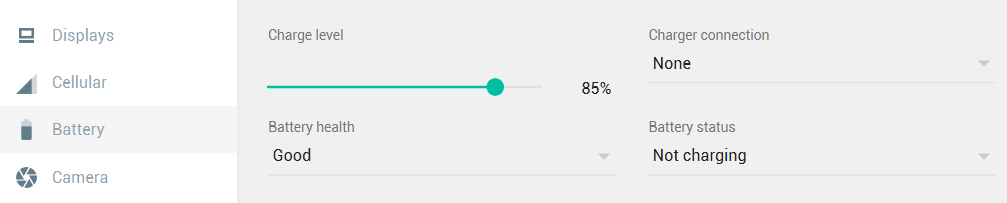 Displays
Cellular
Battery
Camera
Charge level
85%
Battery health
Good
Charger connection
None
Battery status
Not charging